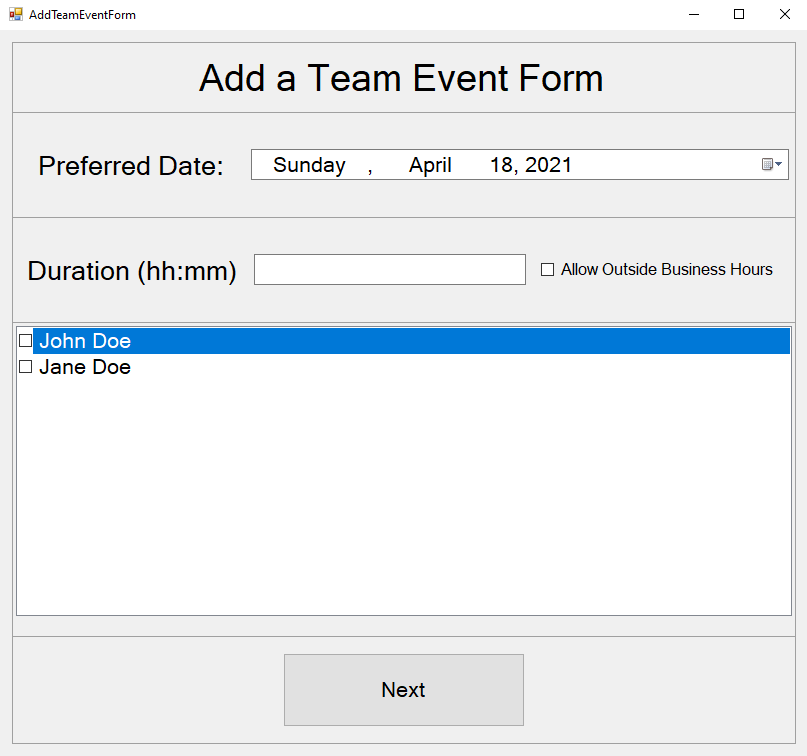 AddTeamEventForm
Add a Team Event Form
Preferred Date: Sunday , April 18, 2021
Duration (hh:mm) Allow Outside Business Hours
John Doe
Jane Doe
Next